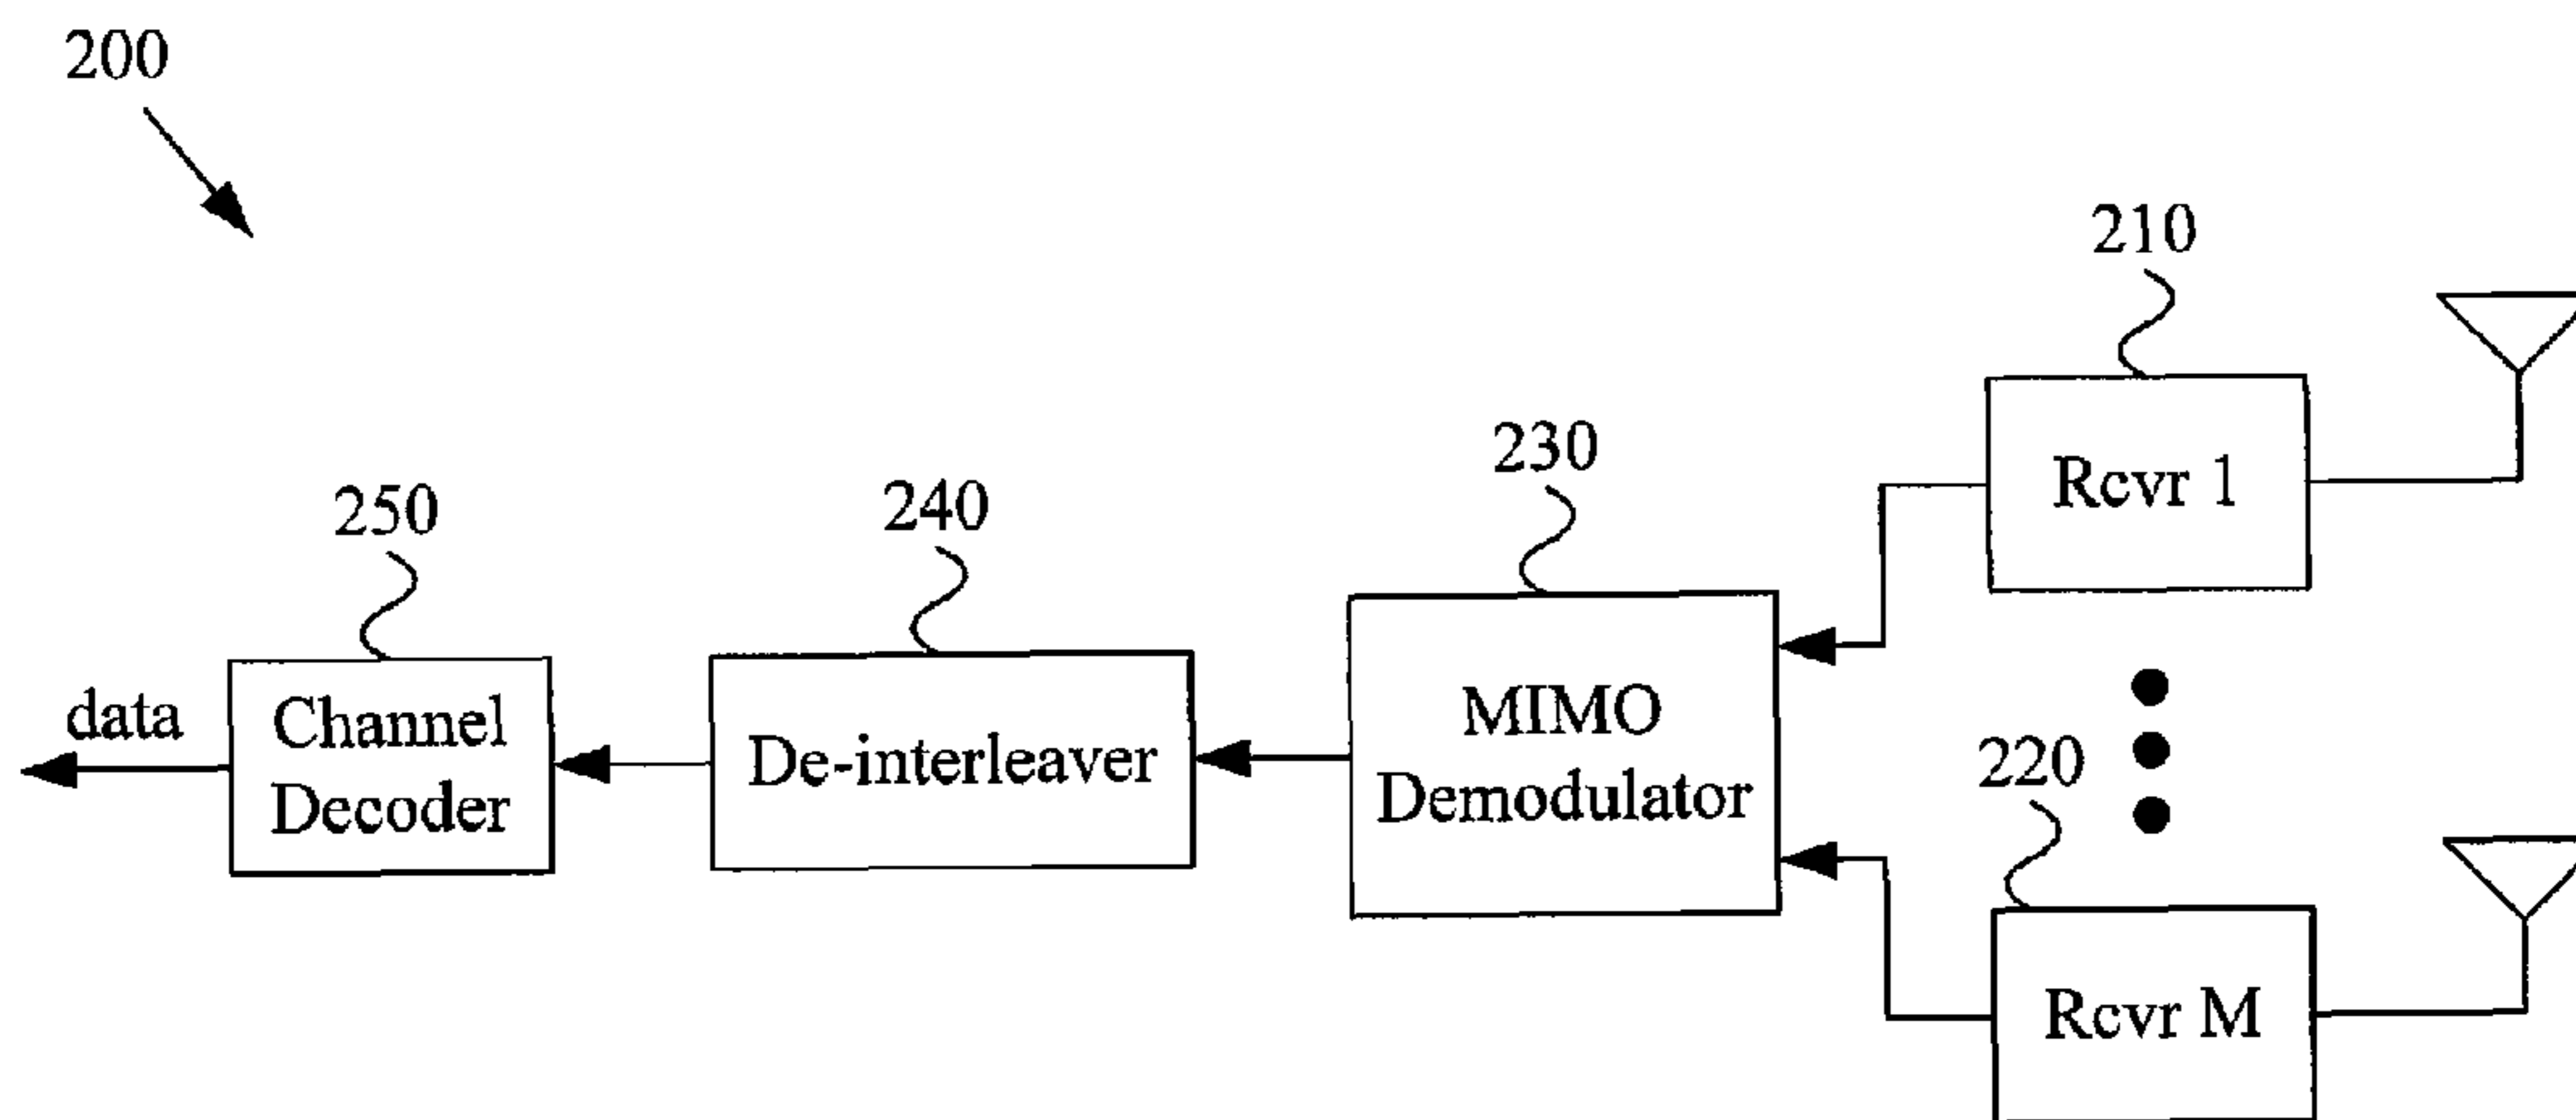 200
210
Rcvr 1
230
MIMO
Demodulator
240
De-interleaver
250
Channel
Decoder
data
220
Rcvr M